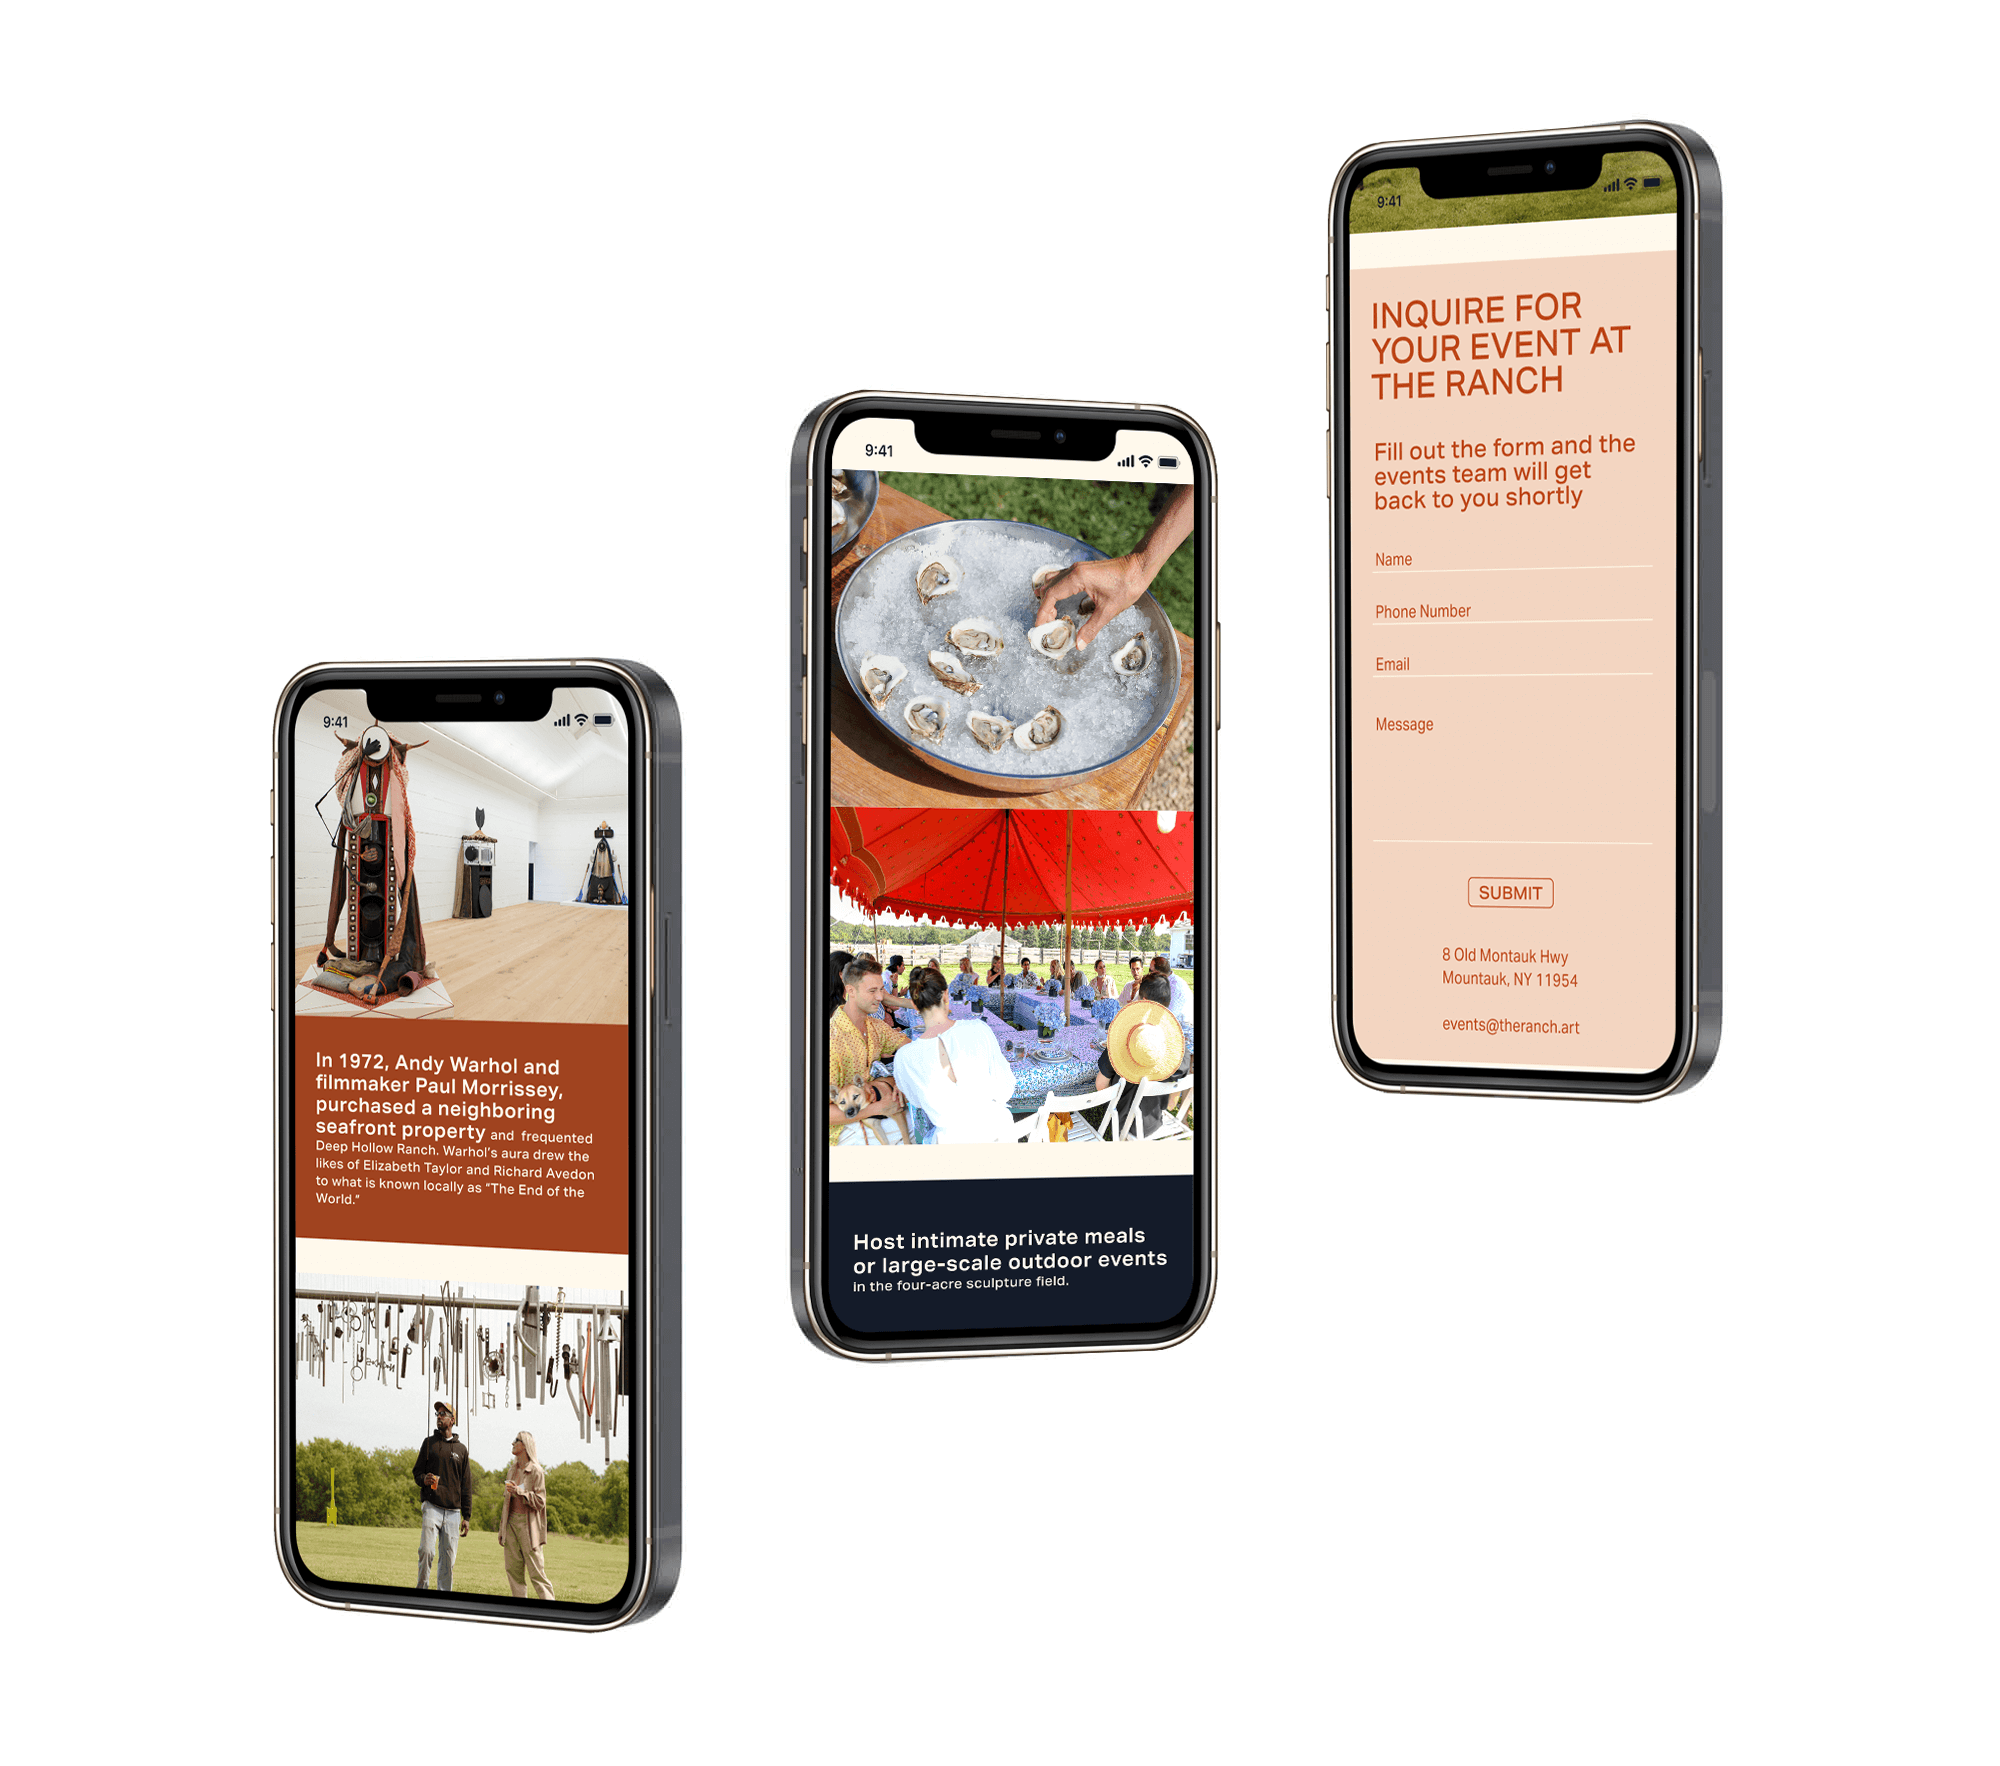 9:41
In 1972, Andy Warhol and
filmmaker Paul Morrissey,
purchased a neighboring
seafront property and frequented
Deep Hollow Ranch. Warhol's aura drew the
likes of Elizabeth Taylor and Richard Avedon
to what is known locally as "The End of the
World."
9:41
Host intimate private meals
or large-scale outdoor events
in the four-acre sculpture field.
9:41
INQUIRE FOR
YOUR EVENT AT
THE RANCH
Fill out the form and the
events team will get
back to you shortly
Name
Phone Number
Email
Message
SUBMIT
8 Old Montauk Hwy
Mountauk, NY 11954
events@theranch.art